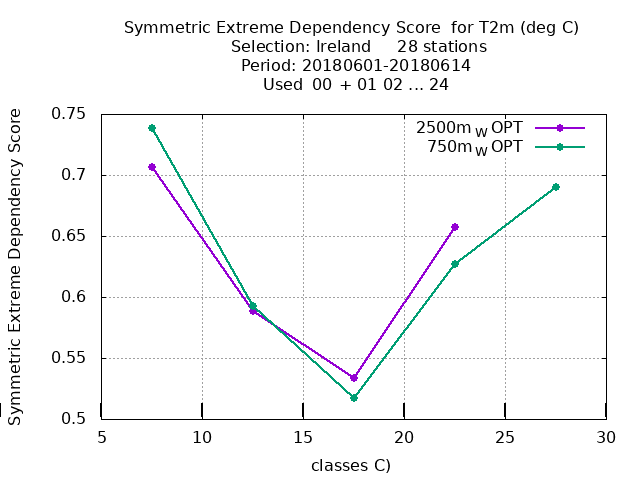 Symmetric Extreme Dependency Score for T2m (deg C)
Selection: Ireland 28 stations
Period: 20180601-20180614
Used 00 + 01 02 ... 24
Symmetric Extreme Dependency Score
0.75
0.7
0.65
0.6
0.55
0.5
2500m W OPT
750m W OPT
5 10 15 20 25 30
classes C)